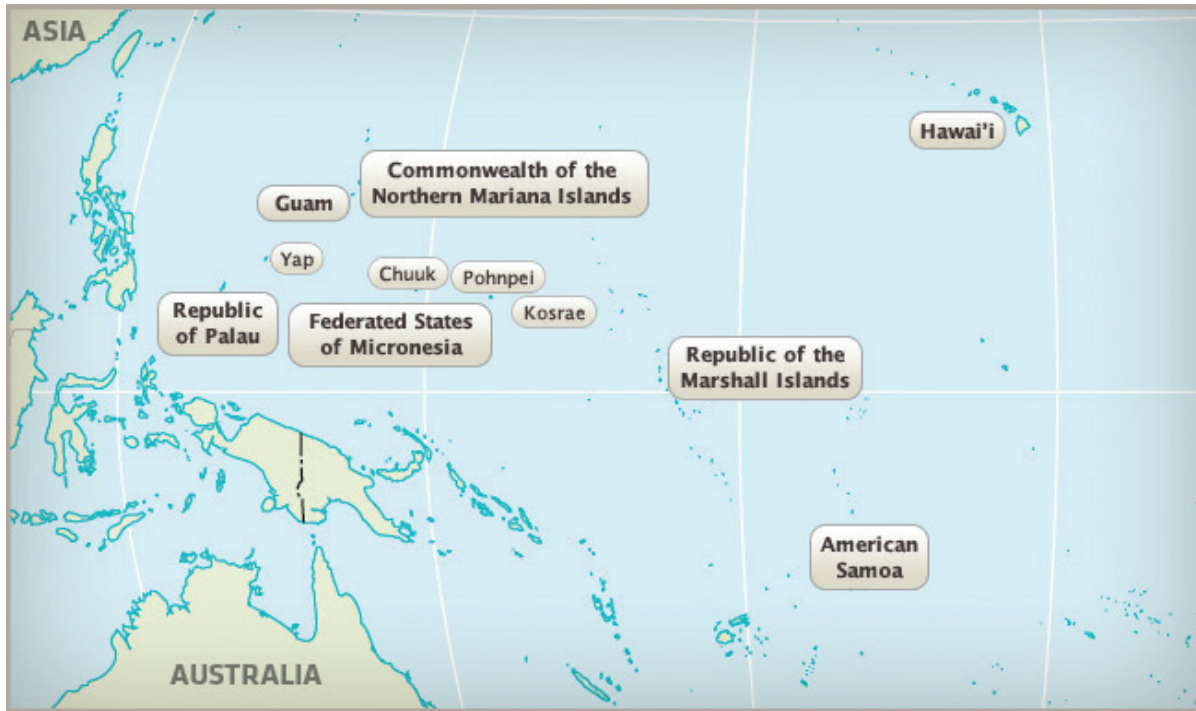 ASIA
Hawai'i
Commonwealth of the
Northern Mariana Islands
Guam
Yap
Chuuk
Pohnpei
Kosrae
Republic
of Palau
Federated States
of Micronesia
Republic of the
Marshall Islands
American
Samoa
AUSTRALIA